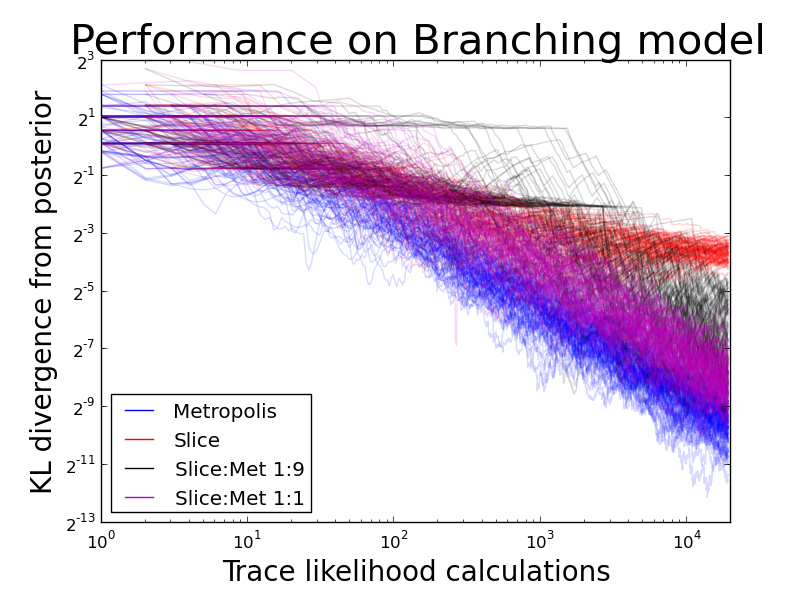 Performance on Branching model
KL divergence from posterior
2^3
2^1
2^-1
2^-3
2^-5
2^-7
2^-9
2^-11
2^-13
Metropolis
Slice
Slice:Met 1:9
Slice:Met 1:1
10^0 10^1 10^2 10^3 10^4
Trace likelihood calculations